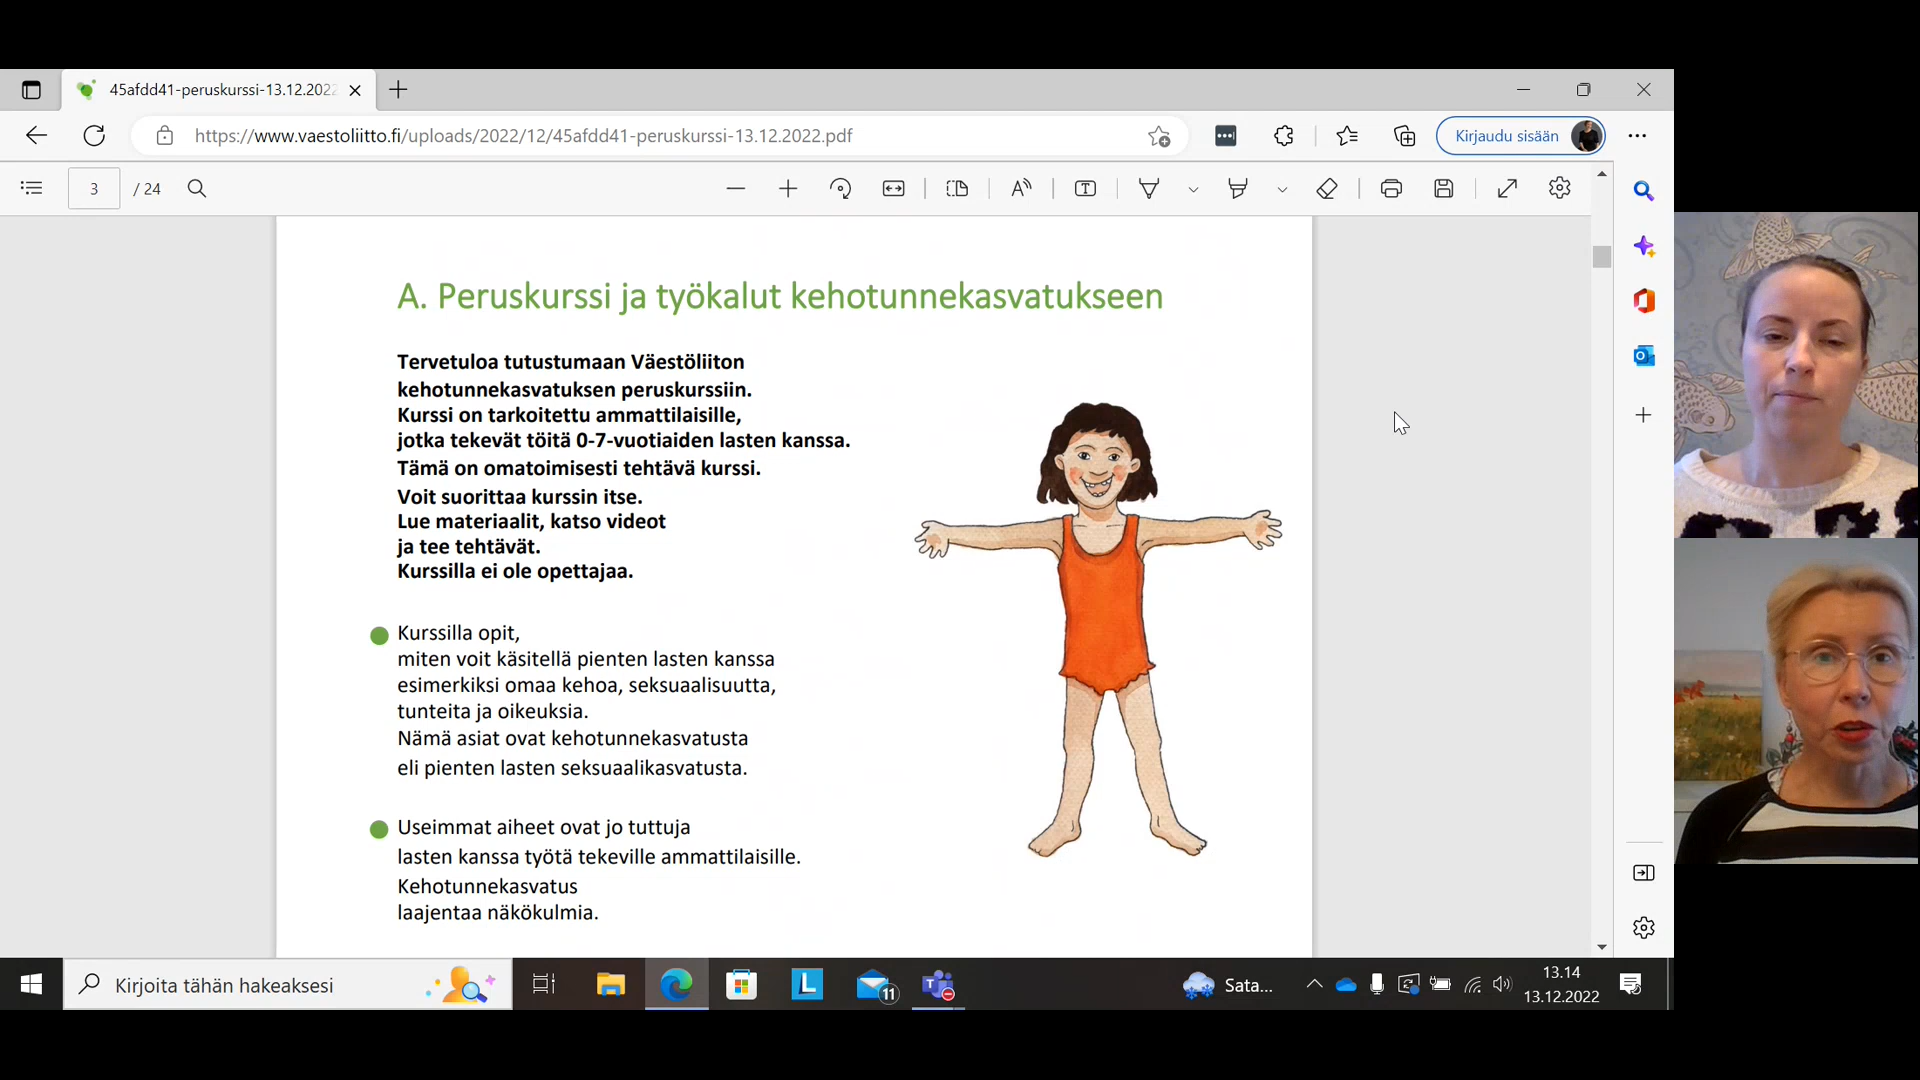 45afdd41-peruskurssi-13.12.2022
https://www.vaestoliitto.fi/uploads/2022/12/45afdd41-peruskurssi-13.12.2022.pdf
Kirjaudu sisään
3 / 24
A. Peruskurssi ja työkalut kehotunnekasvatukseen
Tervetuloa tutustumaan Väestöliiton
kehotunnekasvatuksen peruskurssiin.
Kurssi on tarkoitettu ammattilaisille,
jotka tekevät töitä 0-7-vuotiaiden lasten kanssa.
Tämä on omatoimisesti tehtävä kurssi.
Voit suorittaa kurssin itse.
Lue materiaalit, katso videot
ja tee tehtävät.
Kurssilla ei ole opettajaa.
Kurssilla opit,
miten voit käsitellä pienten lasten kanssa
esimerkiksi omaa kehoa, seksuaalisuutta,
tunteita ja oikeuksia.
Nämä asiat ovat kehotunnekasvatusta
eli pienten lasten seksuaalikasvatusta.
Useimmat aiheet ovat jo tuttuja
lasten kanssa työtä tekeville ammattilaisille.
Kehotunnekasvatus
laajentaa näkökulmia.
Kirjoita tähän hakeaksesi
L
11
Sata...
13.14
13.12.2022